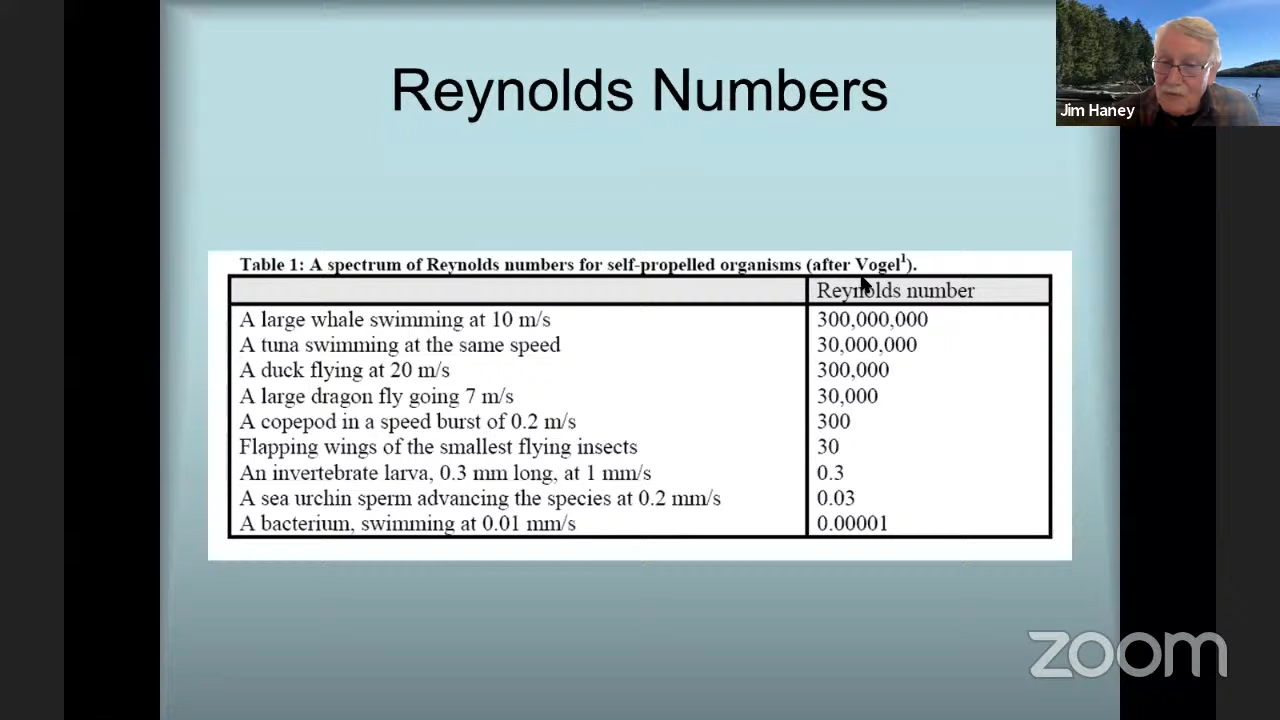 Reynolds Numbers
Jim Haney
Table 1: A spectrum of Reynolds numbers for self-propelled organisms (after Vogel¹).
Reynolds number
A large whale swimming at 10 m/s 300,000,000
A tuna swimming at the same speed 30,000,000
A duck flying at 20 m/s 300,000
A large dragon fly going 7 m/s 30,000
A copepod in a speed burst of 0.2 m/s 300
Flapping wings of the smallest flying insects 30
An invertebrate larva, 0.3 mm long, at 1 mm/s 0.3
A sea urchin sperm advancing the species at 0.2 mm/s 0.03
A bacterium, swimming at 0.01 mm/s 0.00001
zoom